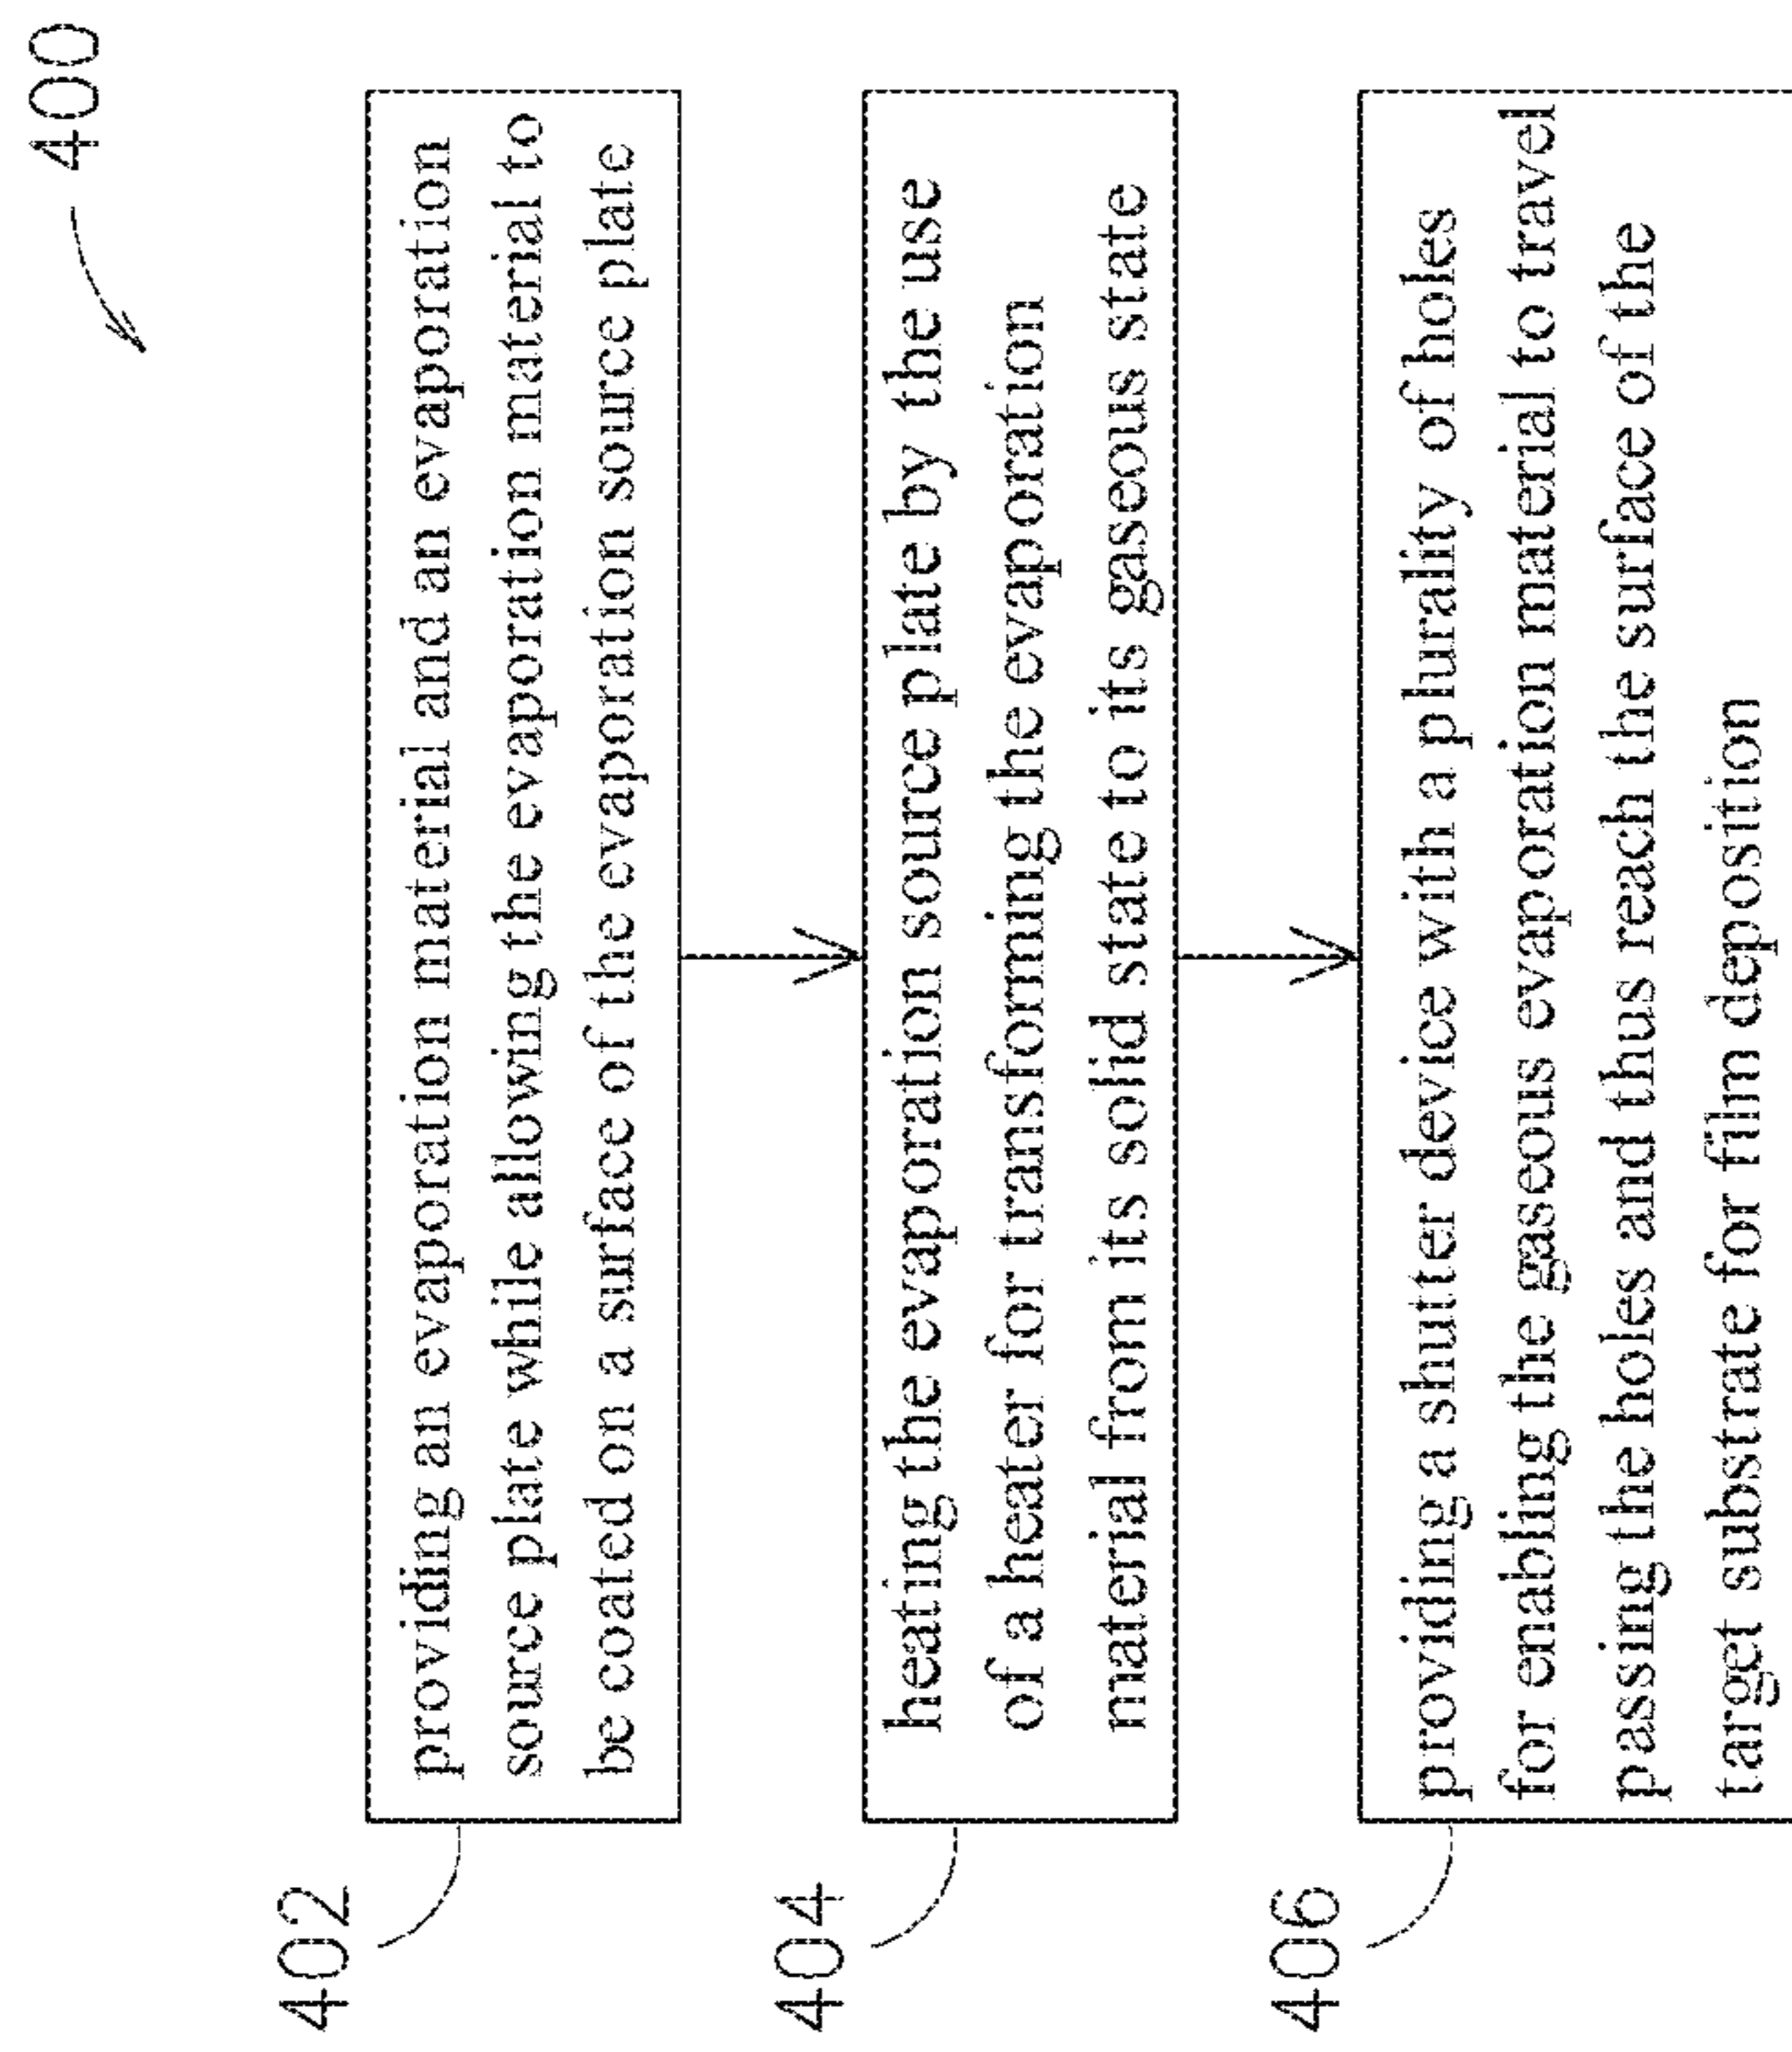 400
402
providing an evaporation material and an evaporation
source plate while allowing the evaporation material to
be coated on a surface of the evaporation source plate
404
heating the evaporation source plate by the use
of a heater for transforming the evaporation
material from its solid state to its gaseous state
406
providing a shutter device with a plurality of holes
for enabling the gaseous evaporation material to travel
passing the holes and thus reach the surface of the
target substrate for film deposition